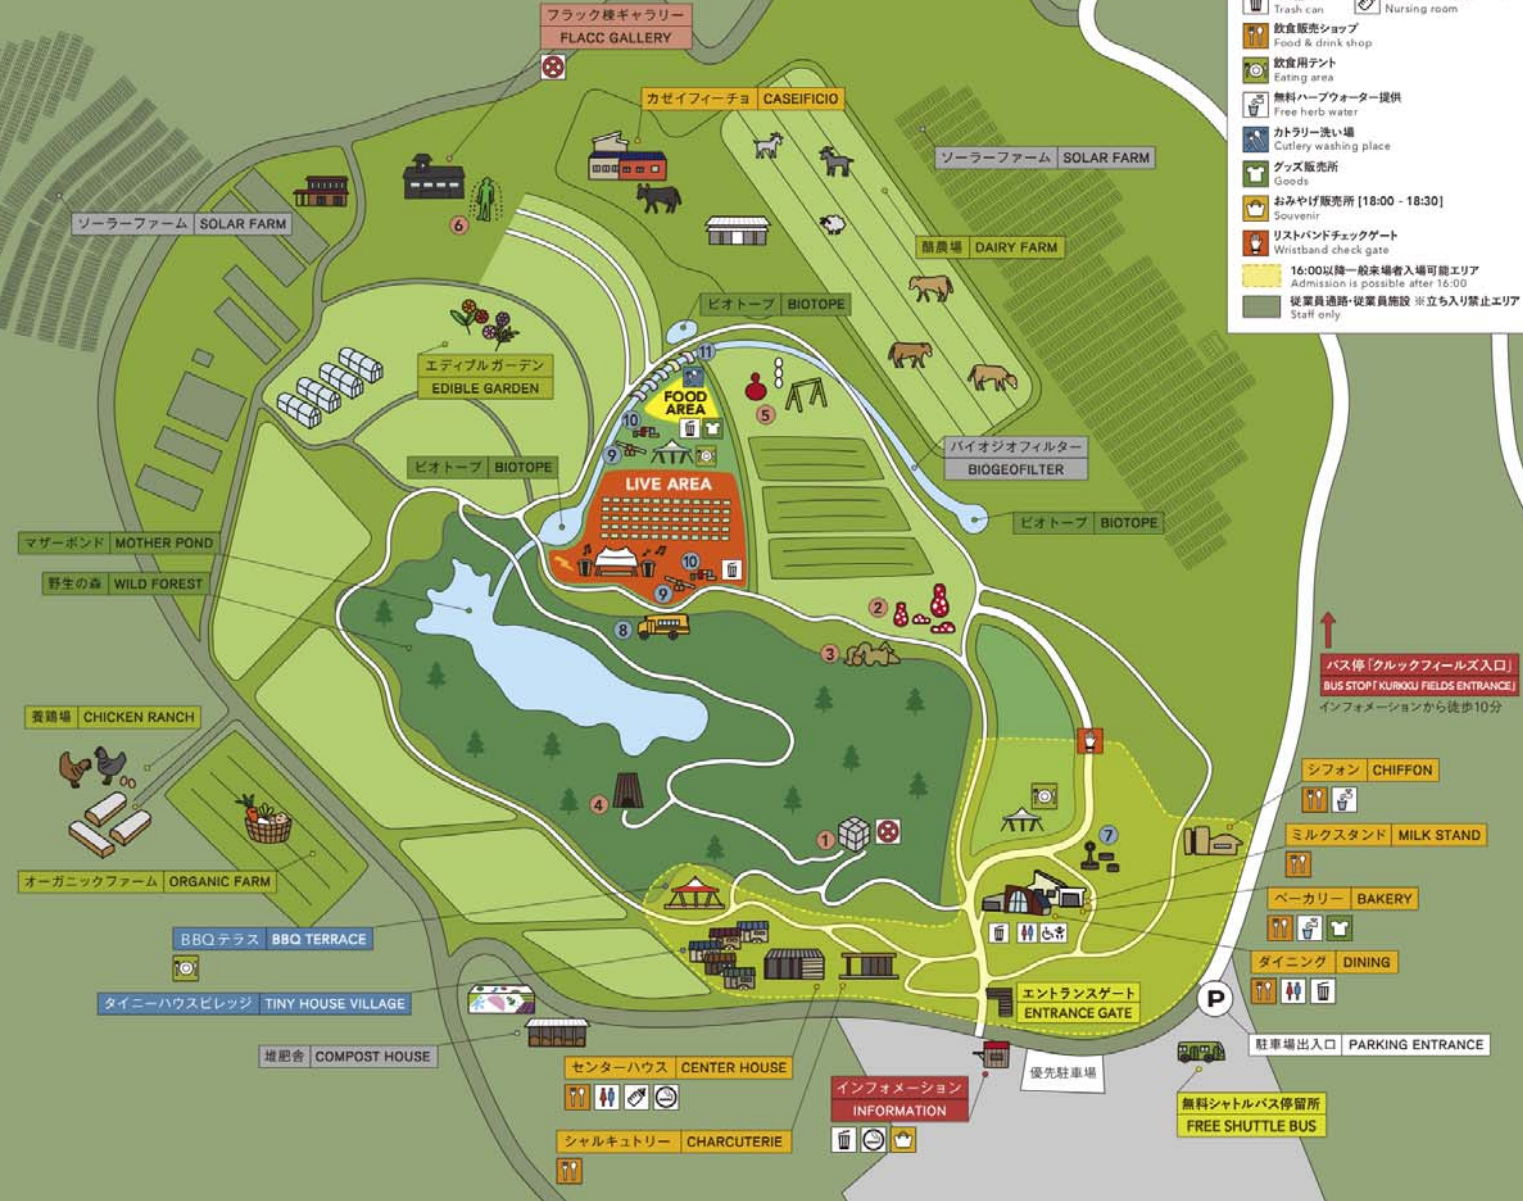 フラック棟ギャラリー
FLACC GALLERY
カゼイフィーチョ CASEIFICIO
ソーラーファーム SOLAR FARM
ソーラーファーム SOLAR FARM
酪農場 DAIRY FARM
6
ビオトープ BIOTOPE
エディブルガーデン
EDIBLE GARDEN
11
FOOD
AREA
5
10
9
ビオトープ BIOTOPE
バイオジオフィルター
BIOGEOFILTER
LIVE AREA
ビオトープ BIOTOPE
マザーポンド MOTHER POND
野生の森 WILD FOREST
10
9
2
8
3
バス停「クルックフィールズ入口」
BUS STOP「KURKKU FIELDS ENTRANCE」
インフォメーションから徒歩10分
養鶏場 CHICKEN RANCH
シフォン CHIFFON
4
1
7
ミルクスタンド MILK STAND
オーガニックファーム ORGANIC FARM
ベーカリー BAKERY
BBQテラス BBQ TERRACE
ダイニング DINING
タイニーハウスビレッジ TINY HOUSE VILLAGE
エントランスゲート
ENTRANCE GATE
P
駐車場出入口 PARKING ENTRANCE
堆肥舎 COMPOST HOUSE
センターハウス CENTER HOUSE
優先駐車場
インフォメーション
INFORMATION
無料シャトルバス停留所
FREE SHUTTLE BUS
シャルキュトリー CHARCUTERIE
Trash can
Nursing room
飲食販売ショップ
Food & drink shop
飲食用テント
Eating area
無料ハーブウォーター提供
Free herb water
カトラリー洗い場
Cutlery washing place
グッズ販売所
Goods
おみやげ販売所 [18:00 - 18:30]
Souvenir
リストバンドチェックゲート
Wristband check gate
16:00以降一般来場者入場可能エリア
Admission is possible after 16:00
従業員通路・従業員施設 ※立ち入り禁止エリア
Staff only